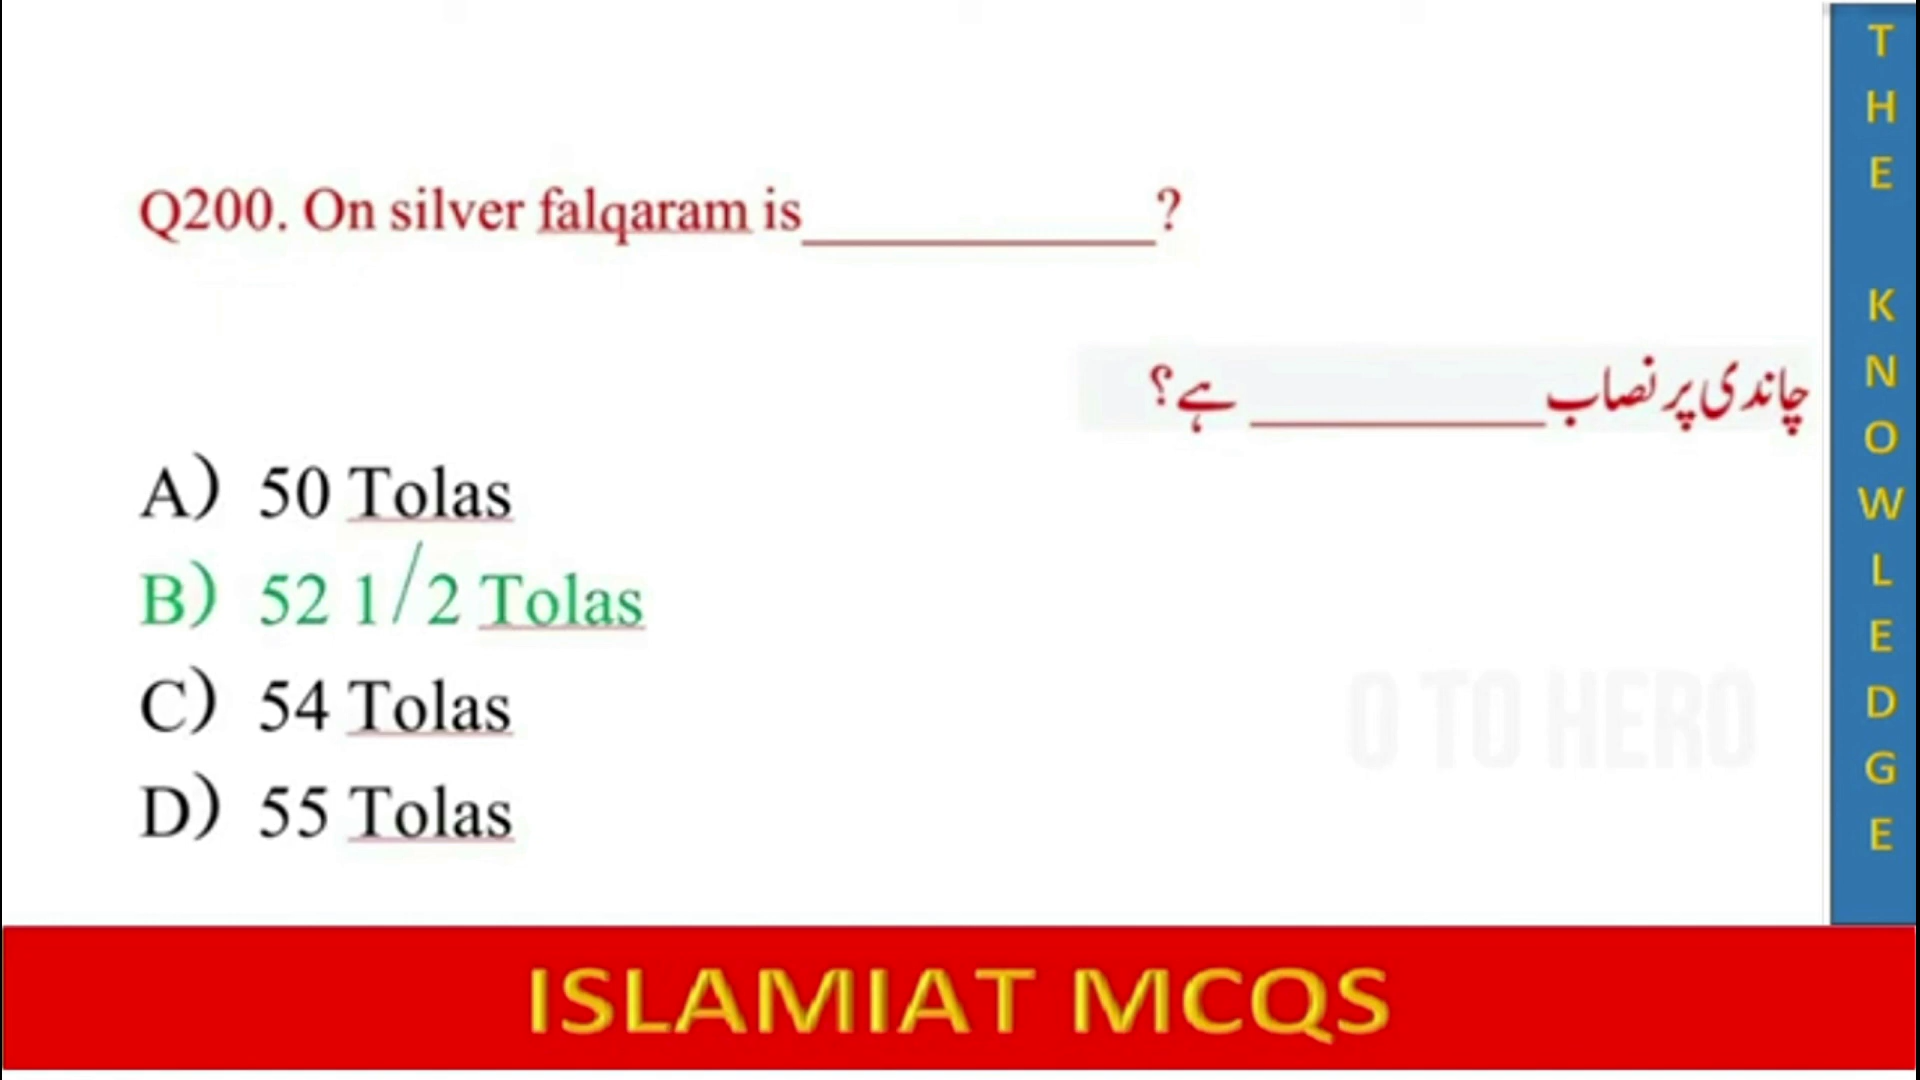 Q200. On silver falqaram is____________?
چاندی پر نصاب __________ ہے؟
A) 50 Tolas
B) 52 1/2 Tolas
C) 54 Tolas
D) 55 Tolas
0 TO HERO
THE KNOWLEDGE
ISLAMIAT MCQS